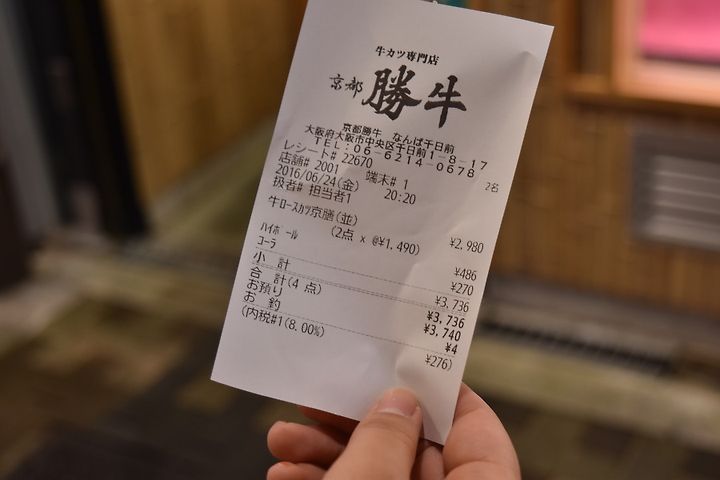 牛カツ専門店
京都 勝牛
京都勝牛 なんば千日前
大阪府大阪市中央区千日前1-8-17
TEL:06-6214-0678
レシート# 22670 2名
店舗# 2001 端末# 1
2016/06/24(金) 20:20
扱者# 担当者1
牛ﾛｰｽｶﾂ京膳(並)
(2点 x @¥1,490) ¥2,980
ﾊｲﾎﾞｰﾙ ¥486
ｺｰﾗ ¥270
小 計 ¥3,736
合 計(4 点) ¥3,736
お預り ¥3,740
お 釣 ¥4
(内税#1(8.00%) ¥276)